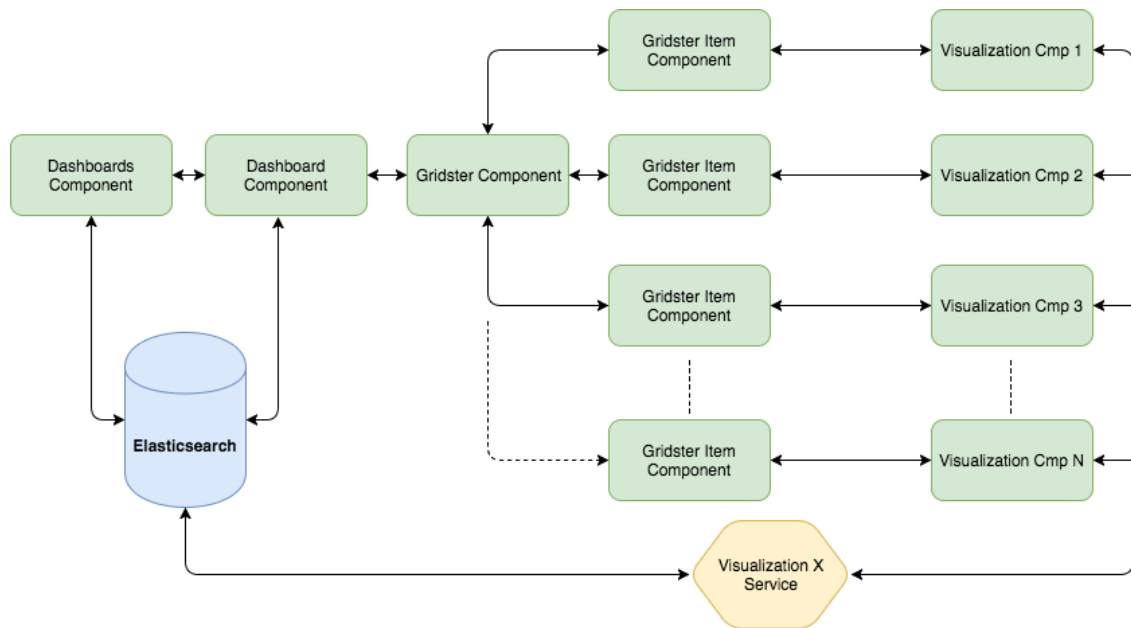 Gridster Item
Component
Visualization Cmp 1
Dashboards
Component
Dashboard
Component
Gridster Component
Gridster Item
Component
Visualization Cmp 2
Gridster Item
Component
Visualization Cmp 3
Elasticsearch
Gridster Item
Component
Visualization Cmp N
Visualization X
Service